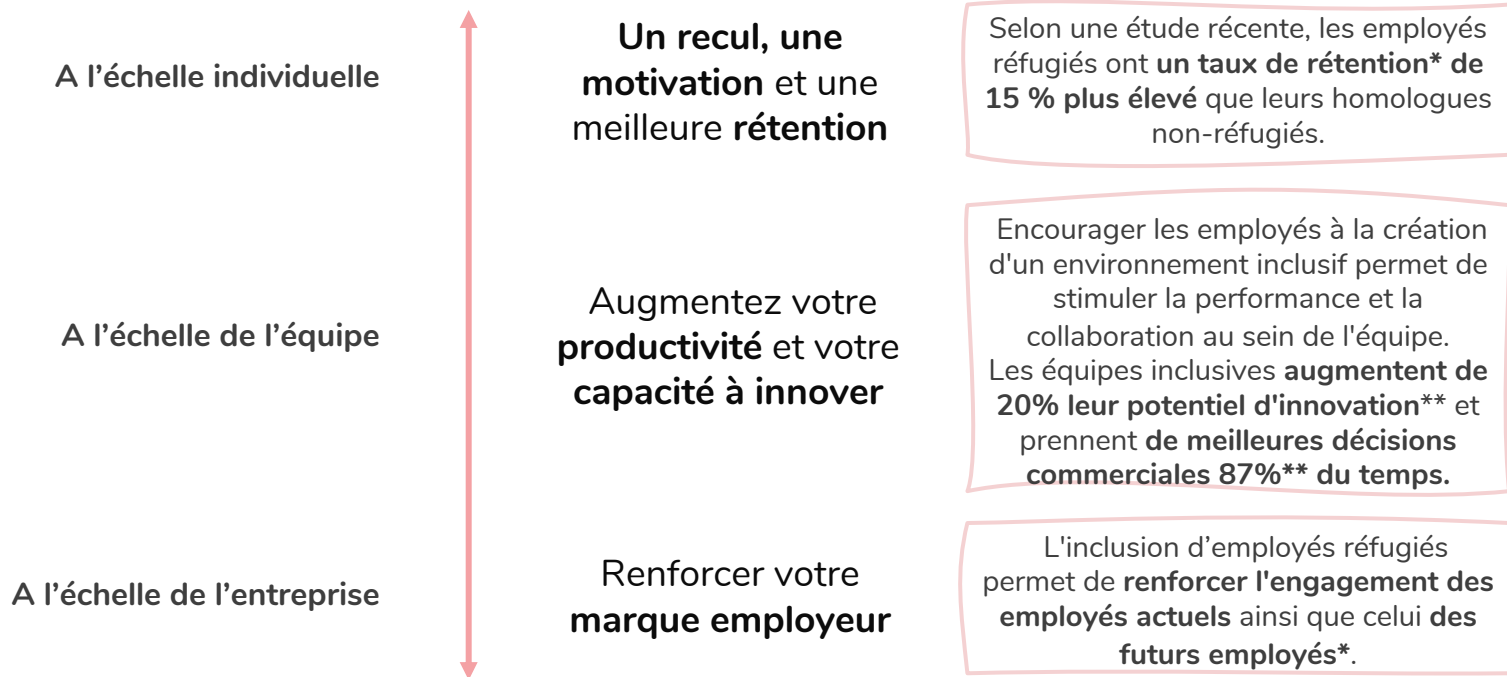 A l’échelle individuelle
Un recul, une
motivation et une
meilleure rétention
Selon une étude récente, les employés
réfugiés ont un taux de rétention* de
15 % plus élevé que leurs homologues
non-réfugiés.
A l’échelle de l’équipe
Augmentez votre
productivité et votre
capacité à innover
Encourager les employés à la création
d'un environnement inclusif permet de
stimuler la performance et la
collaboration au sein de l'équipe.
Les équipes inclusives augmentent de
20% leur potentiel d'innovation** et
prennent de meilleures décisions
commerciales 87%** du temps.
A l’échelle de l’entreprise
Renforcer votre
marque employeur
L'inclusion d’employés réfugiés
permet de renforcer l'engagement des
employés actuels ainsi que celui des
futurs employés*.